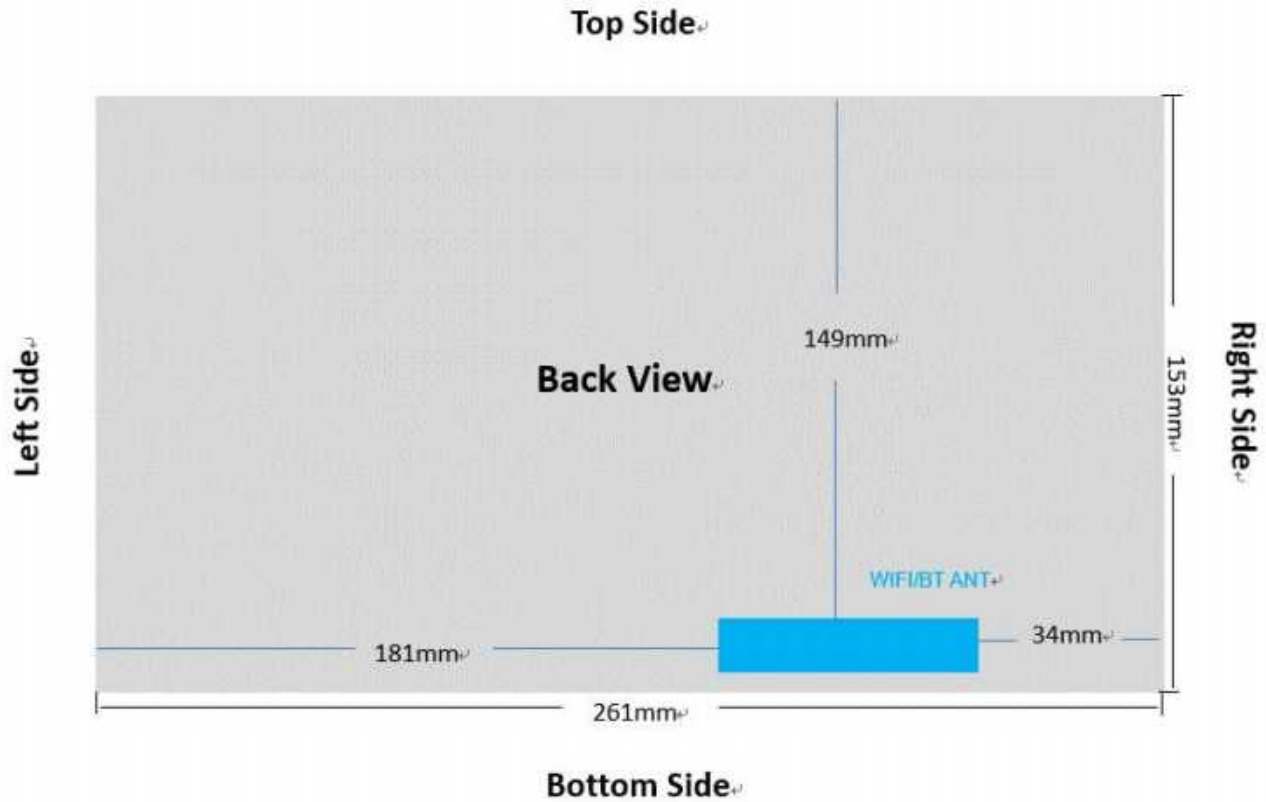 Top Side
149mm
Back View
Left Side
Right Side
153mm
WIFI/BT ANT
181mm
34mm
261mm
Bottom Side